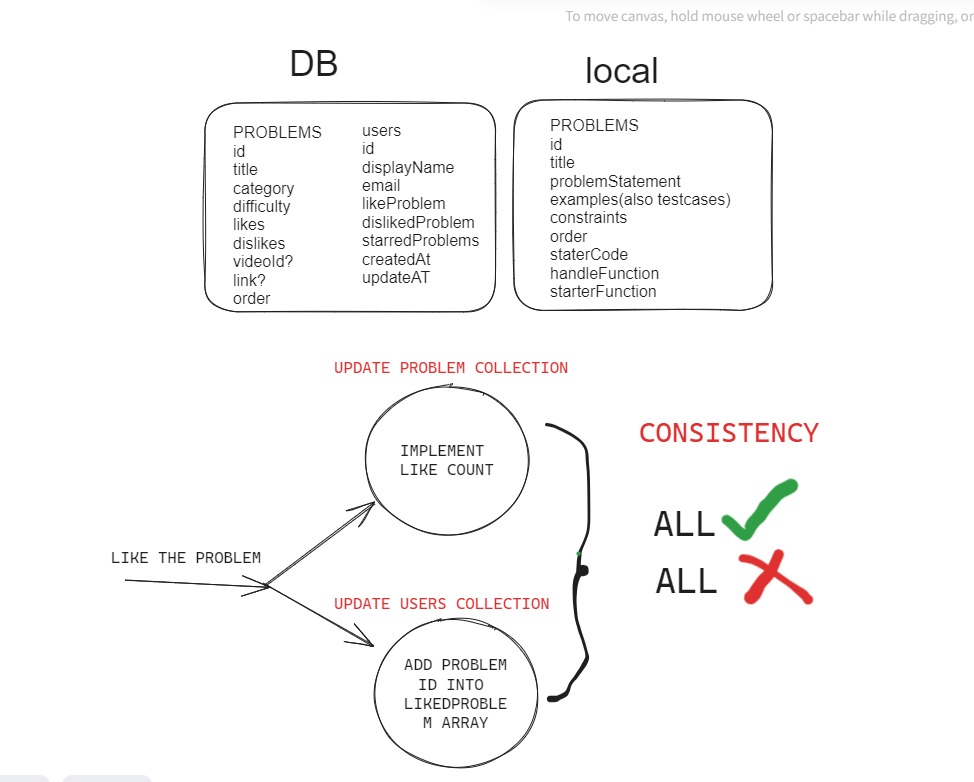 To move canvas, hold mouse wheel or spacebar while dragging, or
DB
PROBLEMS
id
title
category
difficulty
likes
dislikes
videoId?
link?
order
users
id
displayName
email
likeProblem
dislikedProblem
starredProblems
createdAt
updateAT
local
PROBLEMS
id
title
problemStatement
examples(also testcases)
constraints
order
staterCode
handleFunction
starterFunction
UPDATE PROBLEM COLLECTION
IMPLEMENT
LIKE COUNT
LIKE THE PROBLEM
UPDATE USERS COLLECTION
ADD PROBLEM
ID INTO
LIKEDPROBLE
M ARRAY
CONSISTENCY
ALL
ALL